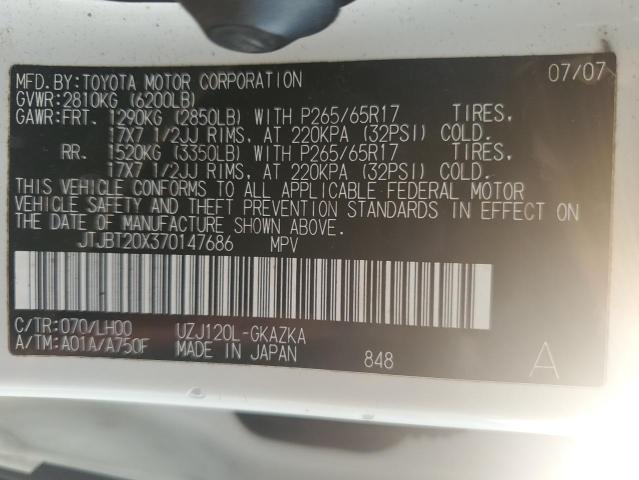 MFD. BY: TOYOTA MOTOR CORPORATION 07/07
GVWR: 2810KG (6200LB)
GAWR: FRT. 1290KG (2850LB) WITH P265/65R17 TIRES,
17X7 1/2JJ RIMS, AT 220KPA (32PSI) COLD.
RR. 1520KG (3350LB) WITH P265/65R17 TIRES,
17X7 1/2JJ RIMS, AT 220KPA (32PSI) COLD.
THIS VEHICLE CONFORMS TO ALL APPLICABLE FEDERAL MOTOR
VEHICLE SAFETY AND THEFT PREVENTION STANDARDS IN EFFECT ON
THE DATE OF MANUFACTURE SHOWN ABOVE.
JTJBT20X370147686 MPV
C/TR: 070/LH00 UZJ120L-GKAZKA
A/TM: A01A/A750F MADE IN JAPAN 848 A